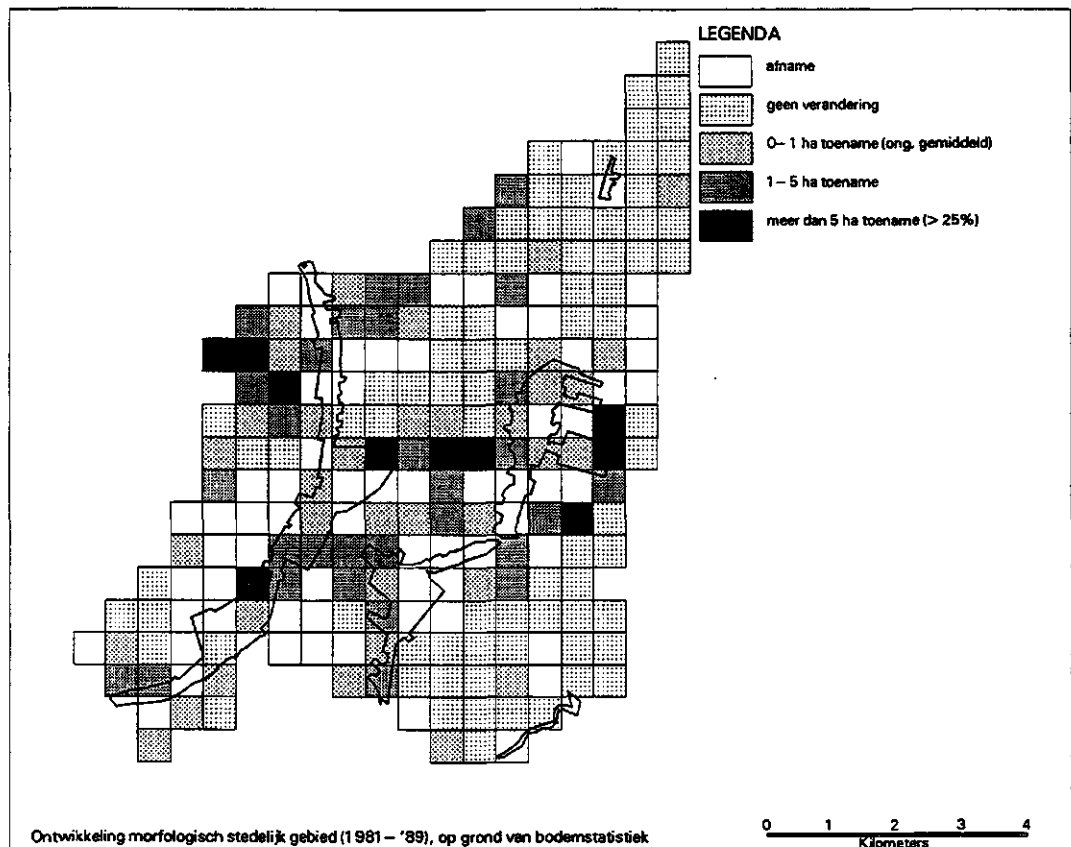 LEGENDA
afname
geen verandering
0-1 ha toename (ong. gemiddeld)
1-5 ha toename
meer dan 5 ha toename (> 25%)
Ontwikkeling morfologisch stedelijk gebied (1981 - '89), op grond van bodemstatistiek
0 1 2 3 4
Kilometers